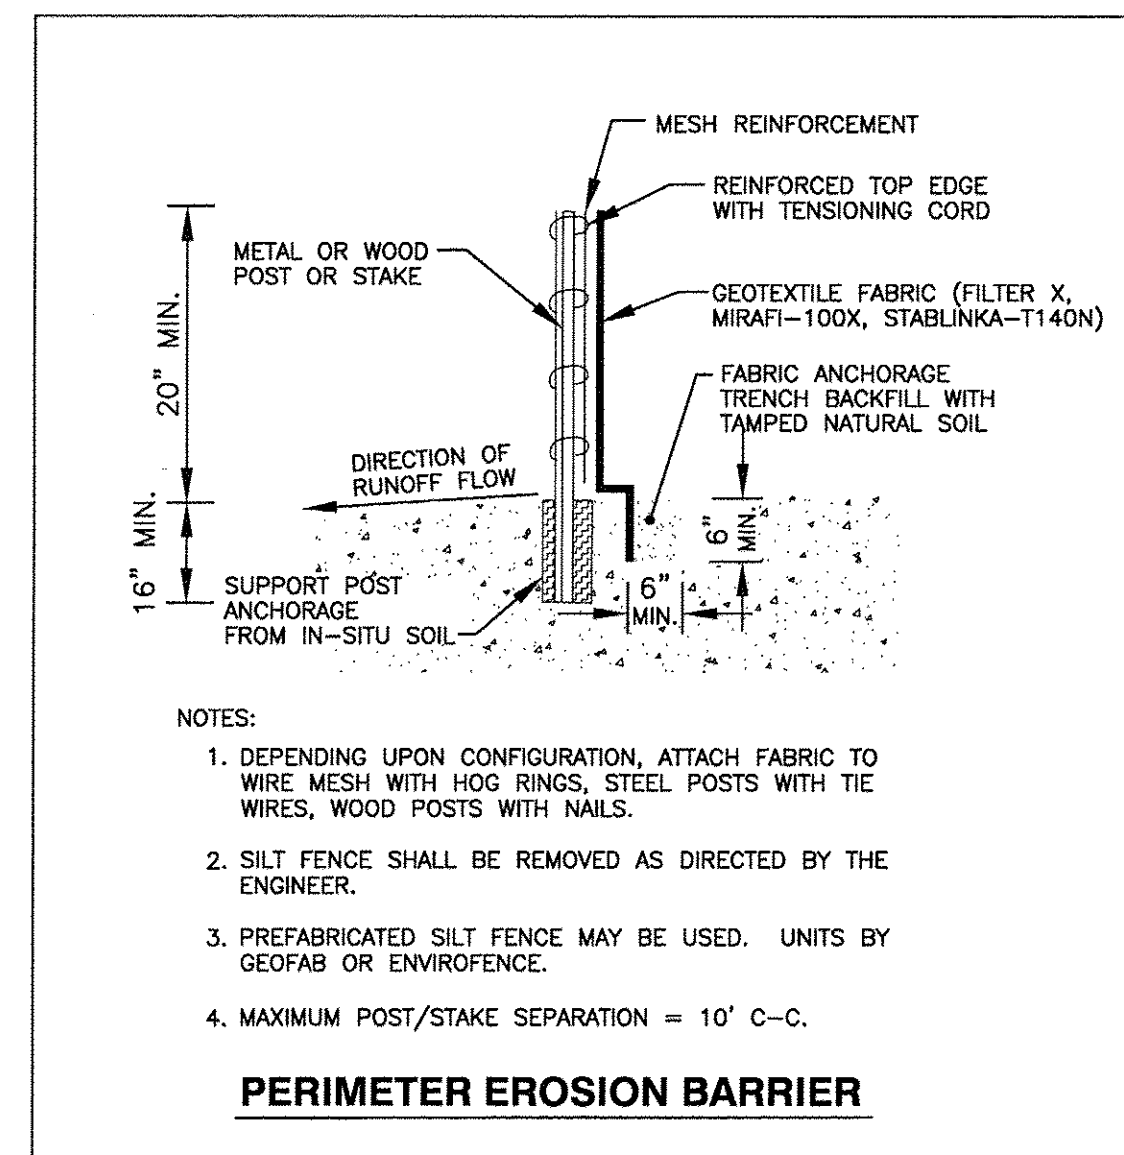 MESH REINFORCEMENT
REINFORCED TOP EDGE
WITH TENSIONING CORD
METAL OR WOOD
POST OR STAKE
GEOTEXTILE FABRIC (FILTER X,
MIRAFI-100X, STABLINKA-T140N)
20" MIN.
FABRIC ANCHORAGE
TRENCH BACKFILL WITH
TAMPED NATURAL SOIL
DIRECTION OF
RUNOFF FLOW
16" MIN.
6"
MIN.
6"
MIN.
SUPPORT POST
ANCHORAGE
FROM IN-SITU SOIL
NOTES:
1. DEPENDING UPON CONFIGURATION, ATTACH FABRIC TO
WIRE MESH WITH HOG RINGS, STEEL POSTS WITH TIE
WIRES, WOOD POSTS WITH NAILS.
2. SILT FENCE SHALL BE REMOVED AS DIRECTED BY THE
ENGINEER.
3. PREFABRICATED SILT FENCE MAY BE USED. UNITS BY
GEOFAB OR ENVIROFENCE.
4. MAXIMUM POST/STAKE SEPARATION = 10' C-C.
PERIMETER EROSION BARRIER